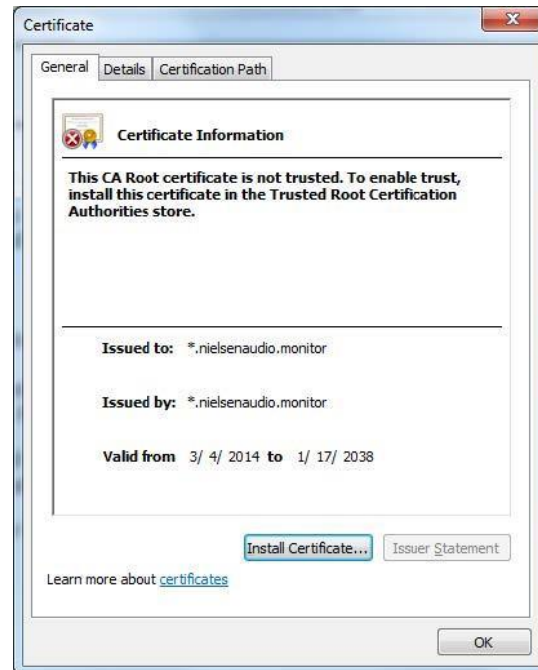 Certificate
General
Details
Certification Path
Certificate Information
This CA Root certificate is not trusted. To enable trust,
install this certificate in the Trusted Root Certification
Authorities store.
Issued to: *.nielsenaudio.monitor
Issued by: *.nielsenaudio.monitor
Valid from 3/ 4/ 2014 to 1/ 17/ 2038
Install Certificate...
Issuer Statement
Learn more about certificates
OK